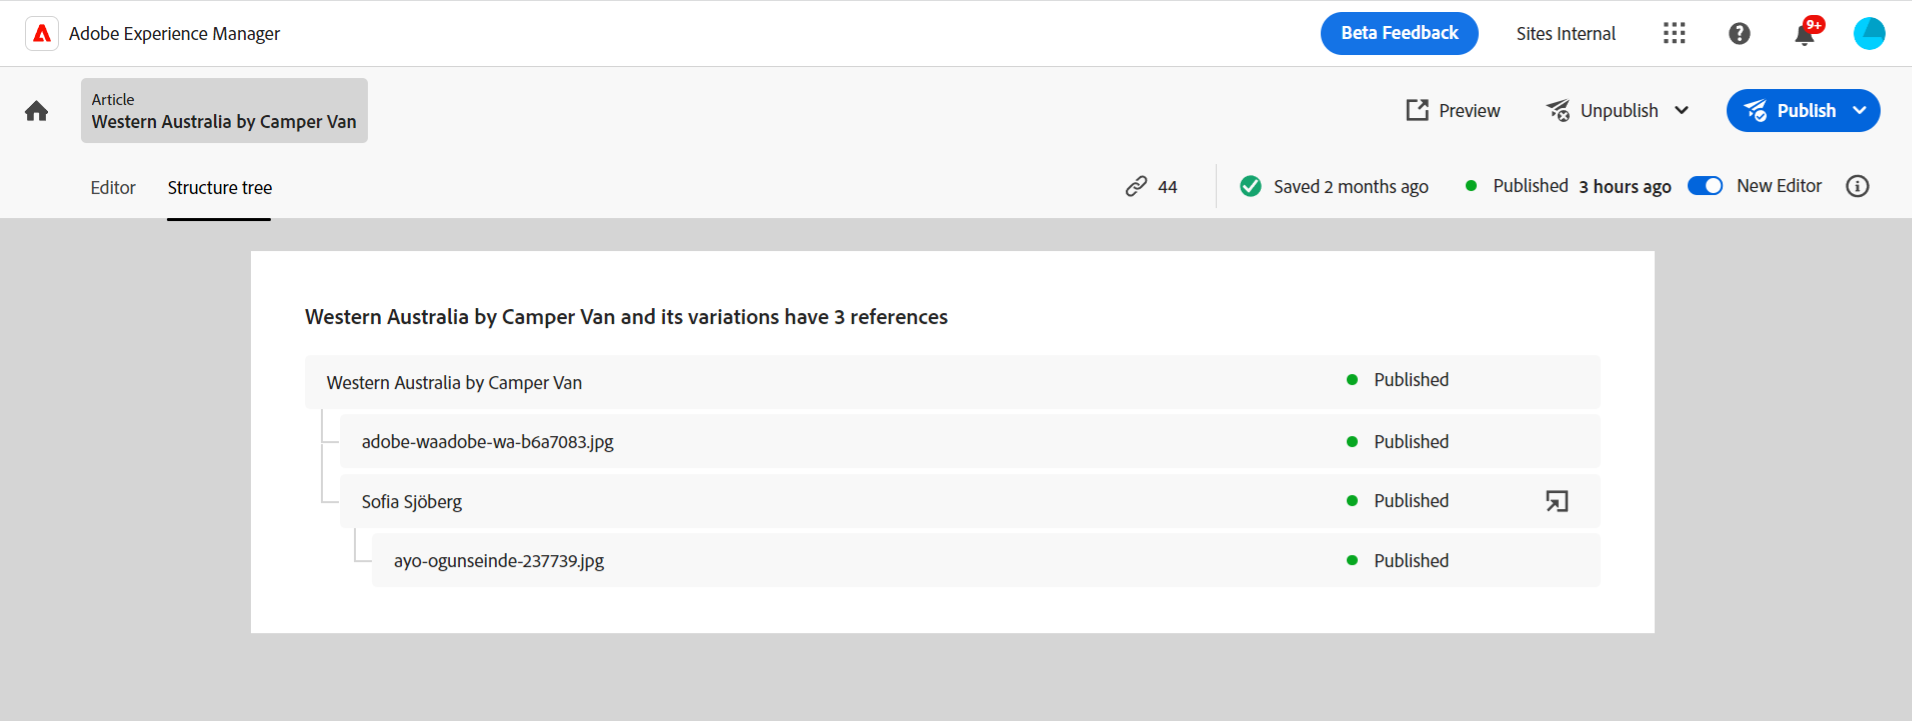 Adobe Experience Manager
Beta Feedback
Sites Internal
9+
Article
Western Australia by Camper Van
Preview
Unpublish
Publish
Editor
Structure tree
44
Saved 2 months ago
Published 3 hours ago
New Editor
Western Australia by Camper Van and its variations have 3 references
Western Australia by Camper Van
Published
adobe-waadobe-wa-b6a7083.jpg
Published
Sofia Sjöberg
Published
ayo-ogunseinde-237739.jpg
Published